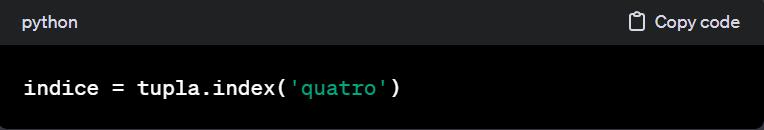 python
Copy code
indice = tupla.index('quatro')